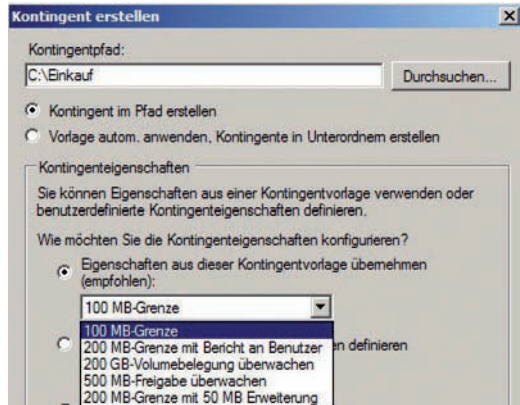 Kontingent erstellen
Kontingentpfad:
C:\Einkauf
Durchsuchen...
Kontingent im Pfad erstellen
Vorlage autom. anwenden, Kontingente in Unterordnern erstellen
Kontingenteigenschaften
Sie können Eigenschaften aus einer Kontingentvorlage verwenden oder
benutzerdefinierte Kontingenteigenschaften definieren.
Wie möchten Sie die Kontingenteigenschaften konfigurieren?
Eigenschaften aus dieser Kontingentvorlage übernehmen
(empfohlen):
100 MB-Grenze
100 MB-Grenze
200 MB-Grenze mit Bericht an Benutzer
en definieren
200 GB-Volumebelegung überwachen
500 MB-Freigabe überwachen
200 MB-Grenze mit 50 MB Erweiterung